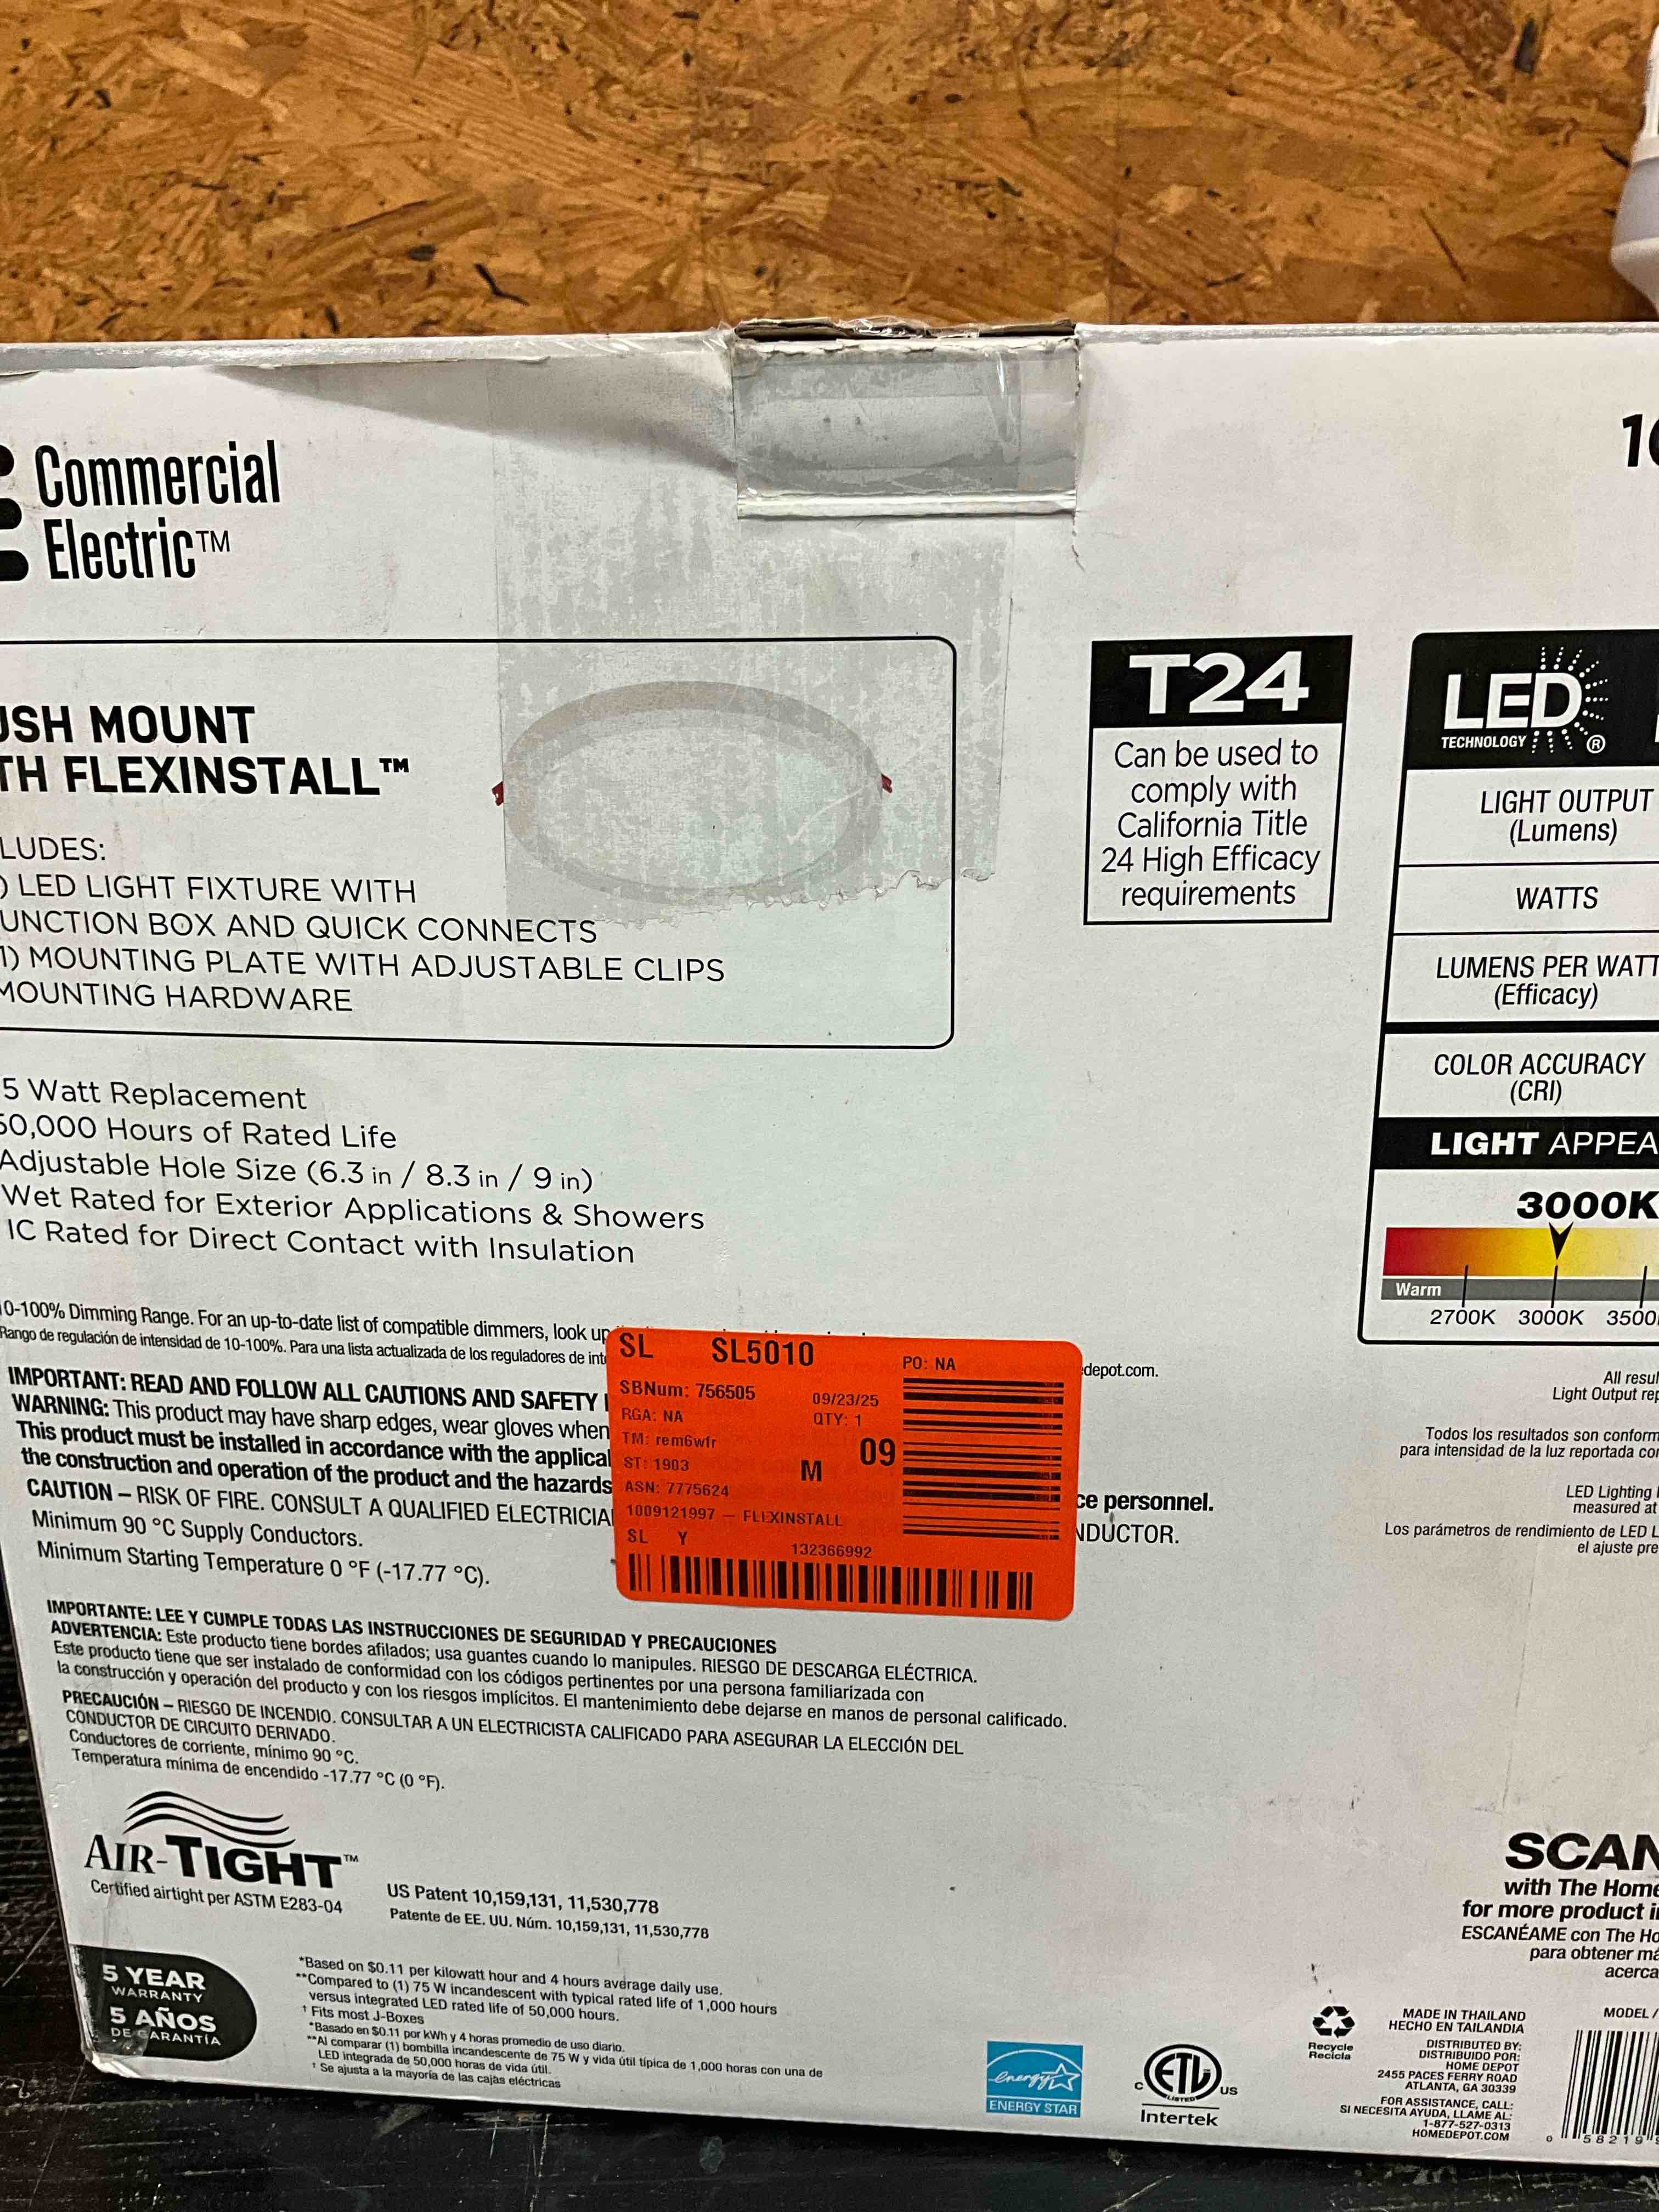 Commercial
Electric™
USH MOUNT
TH FLEXINSTALL™
LUDES:
) LED LIGHT FIXTURE WITH
UNCTION BOX AND QUICK CONNECTS
1) MOUNTING PLATE WITH ADJUSTABLE CLIPS
MOUNTING HARDWARE
T24
Can be used to
comply with
California Title
24 High Efficacy
requirements
LED
TECHNOLOGY ®
LIGHT OUTPUT
(Lumens)
WATTS
LUMENS PER WATT
(Efficacy)
COLOR ACCURACY
(CRI)
LIGHT APPEA
3000K
Warm
2700K 3000K 3500
5 Watt Replacement
50,000 Hours of Rated Life
Adjustable Hole Size (6.3 in / 8.3 in / 9 in)
Wet Rated for Exterior Applications & Showers
IC Rated for Direct Contact with Insulation
10-100% Dimming Range. For an up-to-date list of compatible dimmers, look up
depot.com.
Rango de regulación de intensidad de 10-100%. Para una lista actualizada de los reguladores de inte
IMPORTANT: READ AND FOLLOW ALL CAUTIONS AND SAFETY
WARNING: This product may have sharp edges, wear gloves when
This product must be installed in accordance with the applical
the construction and operation of the product and the hazards
ce personnel.
CAUTION – RISK OF FIRE. CONSULT A QUALIFIED ELECTRICIA
NDUCTOR.
Minimum 90 °C Supply Conductors.
Minimum Starting Temperature 0 °F (-17.77 °C).
SL SL5010 PO: NA
SBNum: 756505 09/23/25
RGA: NA QTY: 1
TM: rem6wfr 09
ST: 1903 M
ASN: 7775624
1009121997 – FLEXINSTALL
SL Y 132366992
IMPORTANTE: LEE Y CUMPLE TODAS LAS INSTRUCCIONES DE SEGURIDAD Y PRECAUCIONES
ADVERTENCIA: Este producto tiene bordes afilados; usa guantes cuando lo manipules. RIESGO DE DESCARGA ELÉCTRICA.
Este producto tiene que ser instalado de conformidad con los códigos pertinentes por una persona familiarizada con
la construcción y operación del producto y con los riesgos implícitos. El mantenimiento debe dejarse en manos de personal calificado.
PRECAUCIÓN – RIESGO DE INCENDIO. CONSULTAR A UN ELECTRICISTA CALIFICADO PARA ASEGURAR LA ELECCIÓN DEL
CONDUCTOR DE CIRCUITO DERIVADO.
Conductores de corriente, mínimo 90 °C.
Temperatura mínima de encendido -17.77 °C (0 °F).
All resul
Light Output rep
Todos los resultados son conform
para intensidad de la luz reportada co
LED Lighting
measured at
Los parámetros de rendimiento de LED L
el ajuste pre
AIR-TIGHT™
Certified airtight per ASTM E283-04
US Patent 10,159,131, 11,530,778
Patente de EE. UU. Núm. 10,159,131, 11,530,778
5 YEAR
WARRANTY
5 AÑOS
DE GARANTÍA
*Based on $0.11 per kilowatt hour and 4 hours average daily use.
**Compared to (1) 75 W incandescent with typical rated life of 1,000 hours
versus integrated LED rated life of 50,000 hours.
† Fits most J-Boxes
*Basado en $0.11 por kWh y 4 horas promedio de uso diario.
**Al comparar (1) bombilla incandescente de 75 W y vida útil típica de 1,000 horas con una de
LED integrada de 50,000 horas de vida útil.
† Se ajusta a la mayoría de las cajas eléctricas
energy
ENERGY STAR
C ETL US
LISTED
Intertek
SCAN
with The Home
for more product i
ESCANÉAME con The Ho
para obtener má
acerca
Recycle
Recicla
MADE IN THAILAND
HECHO EN TAILANDIA
DISTRIBUTED BY:
DISTRIBUIDO POR:
HOME DEPOT
2455 PACES FERRY ROAD
ATLANTA, GA 30339
FOR ASSISTANCE, CALL:
SI NECESITA AYUDA, LLAME AL:
1-877-527-0313
HOMEDEPOT.COM
MODEL /
0 58219